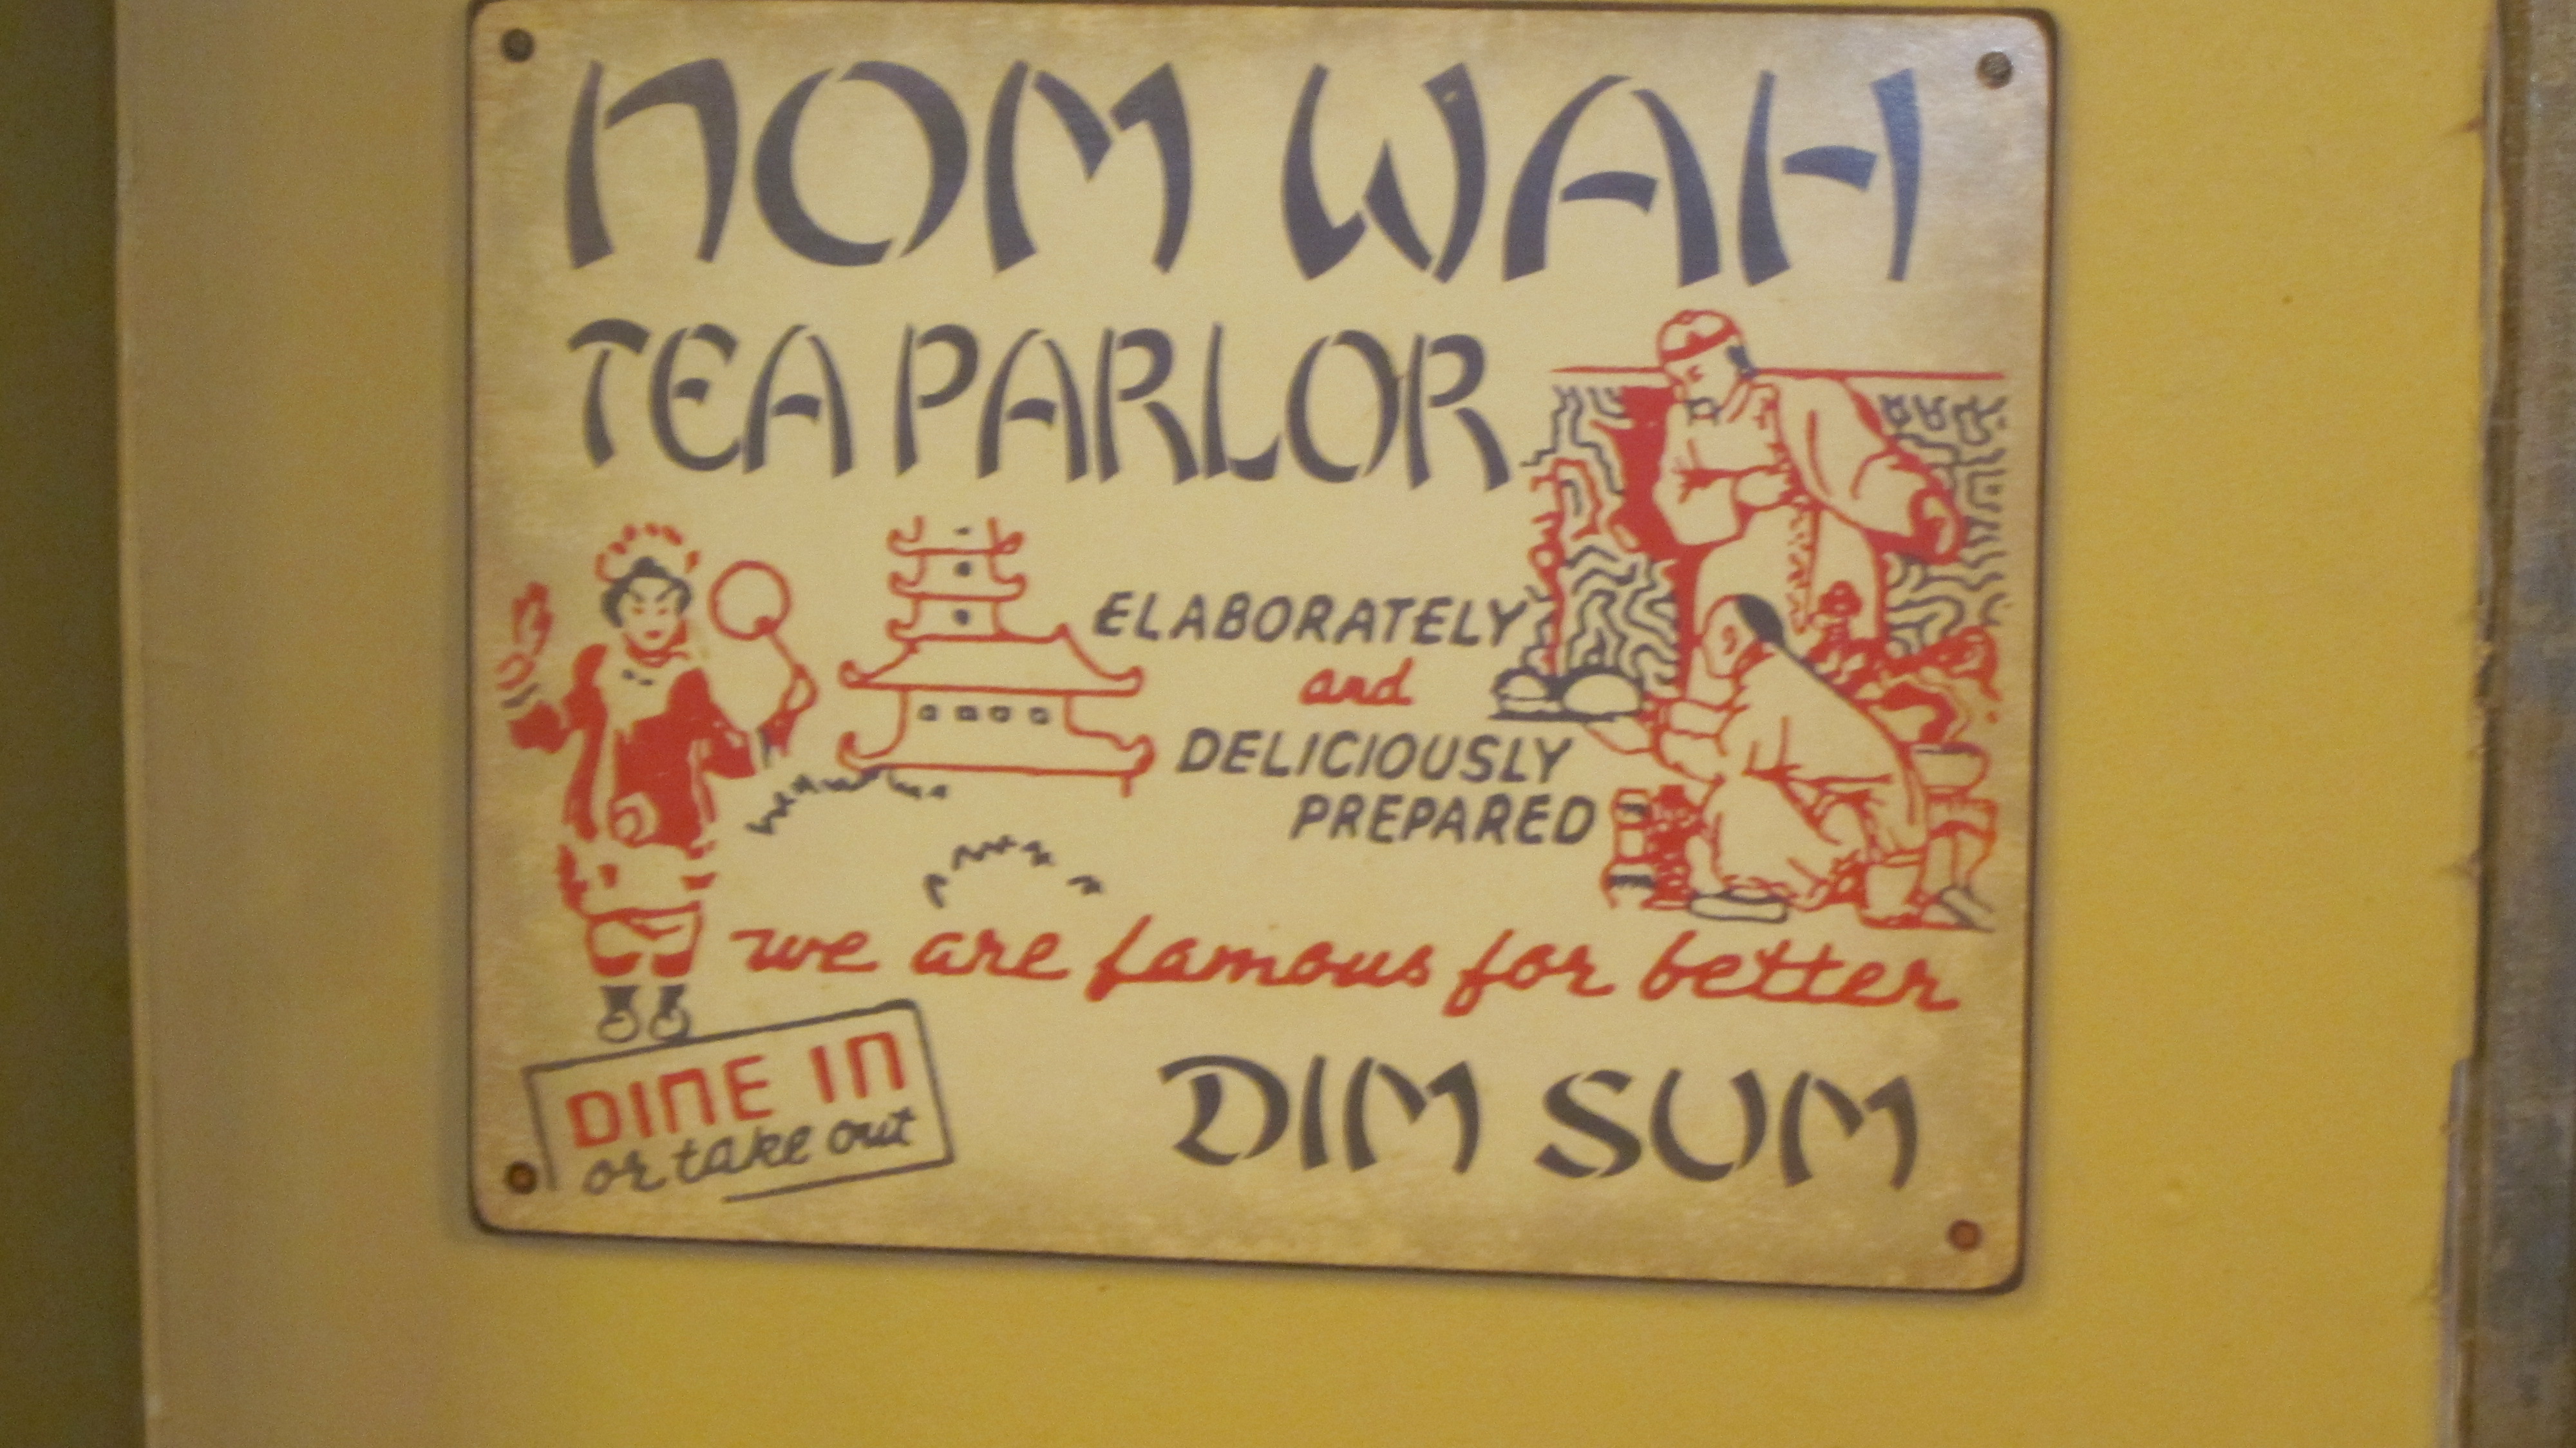 NOM WAH
TEA PARLOR
ELABORATELY
and
DELICIOUSLY
PREPARED
we are famous for better
DIM SUM
DINE IN
or take out